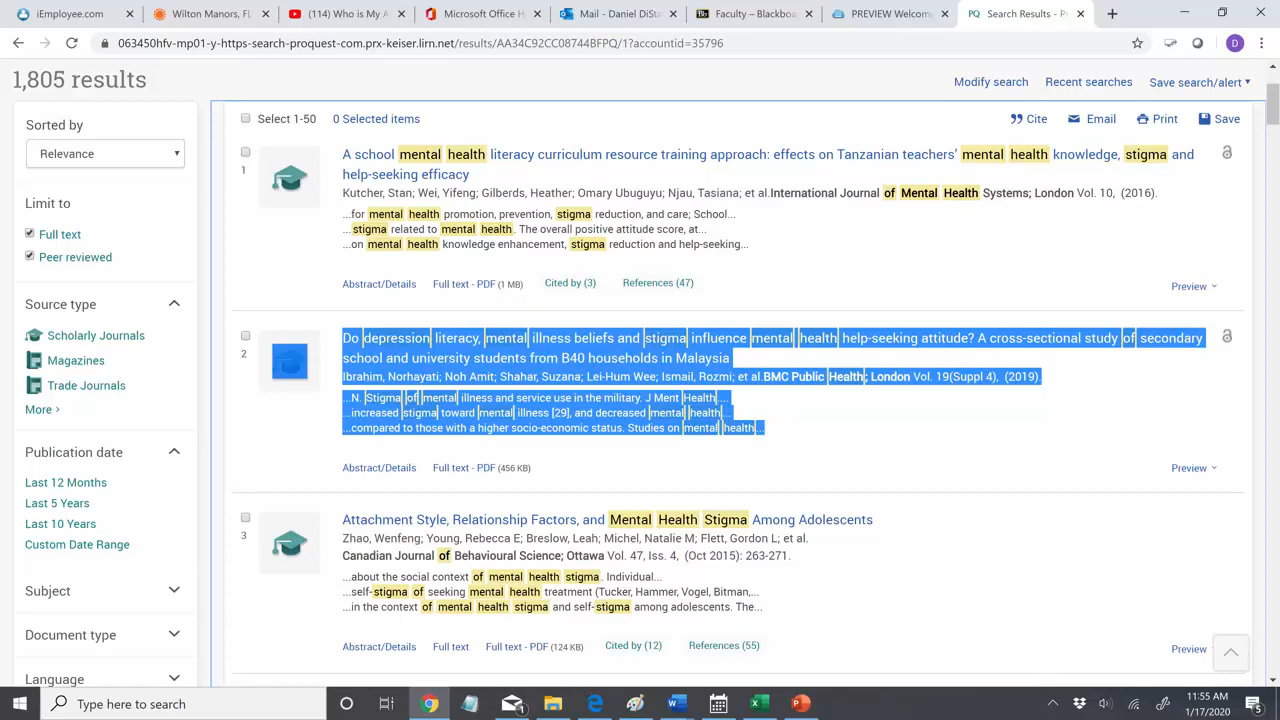 iEmployee.com
Wilton Manors, FL
(114) Who is My A
Microsoft Office H
Mail - Daniel DiSta
Faculty – Blackboa
PREVIEW Welcom
PQ Search Results - Pr
063450hfv-mp01-y-https-search-proquest-com.prx-keiser.lirn.net/results/AA34C92CC08744BFPQ/1?accountid=35796
D
1,805 results
Modify search Recent searches Save search/alert
Sorted by
Relevance
Limit to
Full text
Peer reviewed
Source type
Scholarly Journals
Magazines
Trade Journals
More >
Publication date
Last 12 Months
Last 5 Years
Last 10 Years
Custom Date Range
Subject
Document type
Language
Select 1-50 0 Selected items
Cite Email Print Save
1
A school mental health literacy curriculum resource training approach: effects on Tanzanian teachers' mental health knowledge, stigma and
help-seeking efficacy
Kutcher, Stan; Wei, Yifeng; Gilberds, Heather; Omary Ubuguyu; Njau, Tasiana; et al.International Journal of Mental Health Systems; London Vol. 10, (2016).
...for mental health promotion, prevention, stigma reduction, and care; School...
...stigma related to mental health. The overall positive attitude score, at...
...on mental health knowledge enhancement, stigma reduction and help-seeking...
Abstract/Details Full text - PDF (1 MB) Cited by (3) References (47) Preview
2
Do depression literacy, mental illness beliefs and stigma influence mental health help-seeking attitude? A cross-sectional study of secondary
school and university students from B40 households in Malaysia
Ibrahim, Norhayati; Noh Amit; Shahar, Suzana; Lei-Hum Wee; Ismail, Rozmi; et al.BMC Public Health; London Vol. 19(Suppl 4), (2019)
...N. Stigma of mental illness and service use in the military. J Ment Health....
...increased stigma toward mental illness [29], and decreased mental health...
...compared to those with a higher socio-economic status. Studies on mental health...
Abstract/Details Full text - PDF (456 KB) Preview
3
Attachment Style, Relationship Factors, and Mental Health Stigma Among Adolescents
Zhao, Wenfeng; Young, Rebecca E; Breslow, Leah; Michel, Natalie M; Flett, Gordon L; et al.
Canadian Journal of Behavioural Science; Ottawa Vol. 47, Iss. 4, (Oct 2015): 263-271.
...about the social context of mental health stigma. Individual...
...self-stigma of seeking mental health treatment (Tucker, Hammer, Vogel, Bitman,...
...in the context of mental health stigma and self-stigma among adolescents. The...
Abstract/Details Full text Full text - PDF (124 KB) Cited by (12) References (55) Preview
Type here to search
11:55 AM
1/17/2020